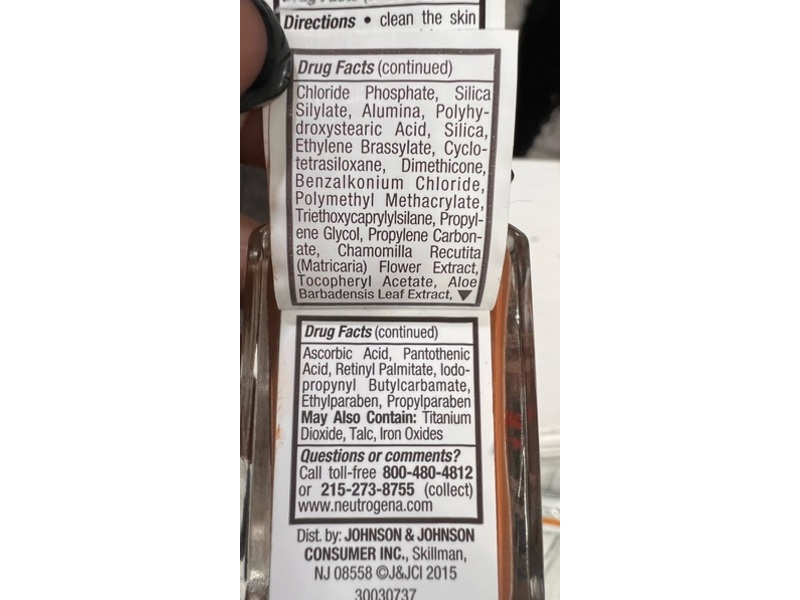 Directions • clean the skin
Drug Facts (continued)
Chloride Phosphate, Silica
Silylate, Alumina, Polyhy-
droxystearic Acid, Silica,
Ethylene Brassylate, Cyclo-
tetrasiloxane, Dimethicone,
Benzalkonium Chloride,
Polymethyl Methacrylate,
Triethoxycaprylylsilane, Propyl-
ene Glycol, Propylene Carbon-
ate, Chamomilla Recutita
(Matricaria) Flower Extract,
Tocopheryl Acetate, Aloe
Barbadensis Leaf Extract, ▼
Drug Facts (continued)
Ascorbic Acid, Pantothenic
Acid, Retinyl Palmitate, Iodo-
propynyl Butylcarbamate,
Ethylparaben, Propylparaben
May Also Contain: Titanium
Dioxide, Talc, Iron Oxides
Questions or comments?
Call toll-free 800-480-4812
or 215-273-8755 (collect)
www.neutrogena.com
Dist. by: JOHNSON & JOHNSON
CONSUMER INC., Skillman,
NJ 08558 ©J&JCI 2015
30030737